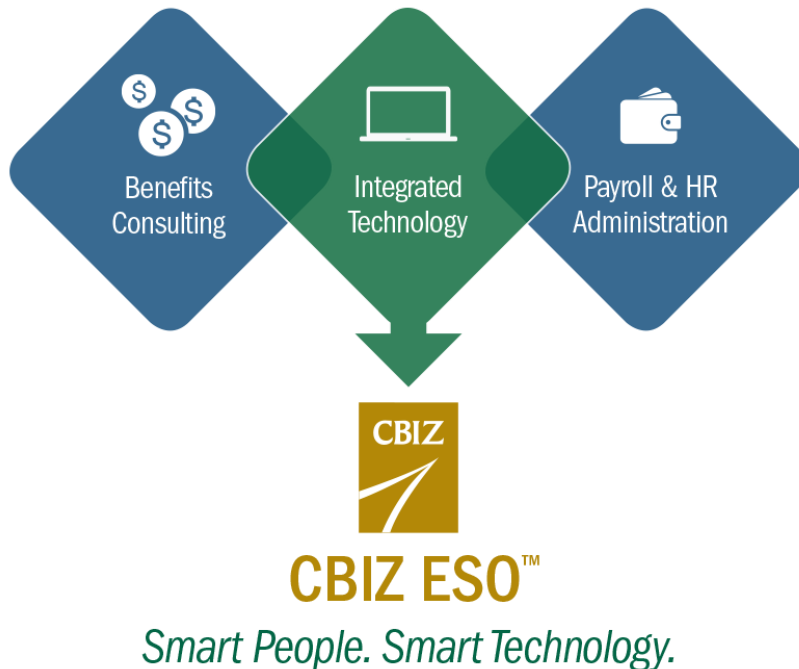 $
$
$
Benefits
Consulting
Integrated
Technology
Payroll & HR
Administration
CBIZ
CBIZ ESO™
Smart People. Smart Technology.